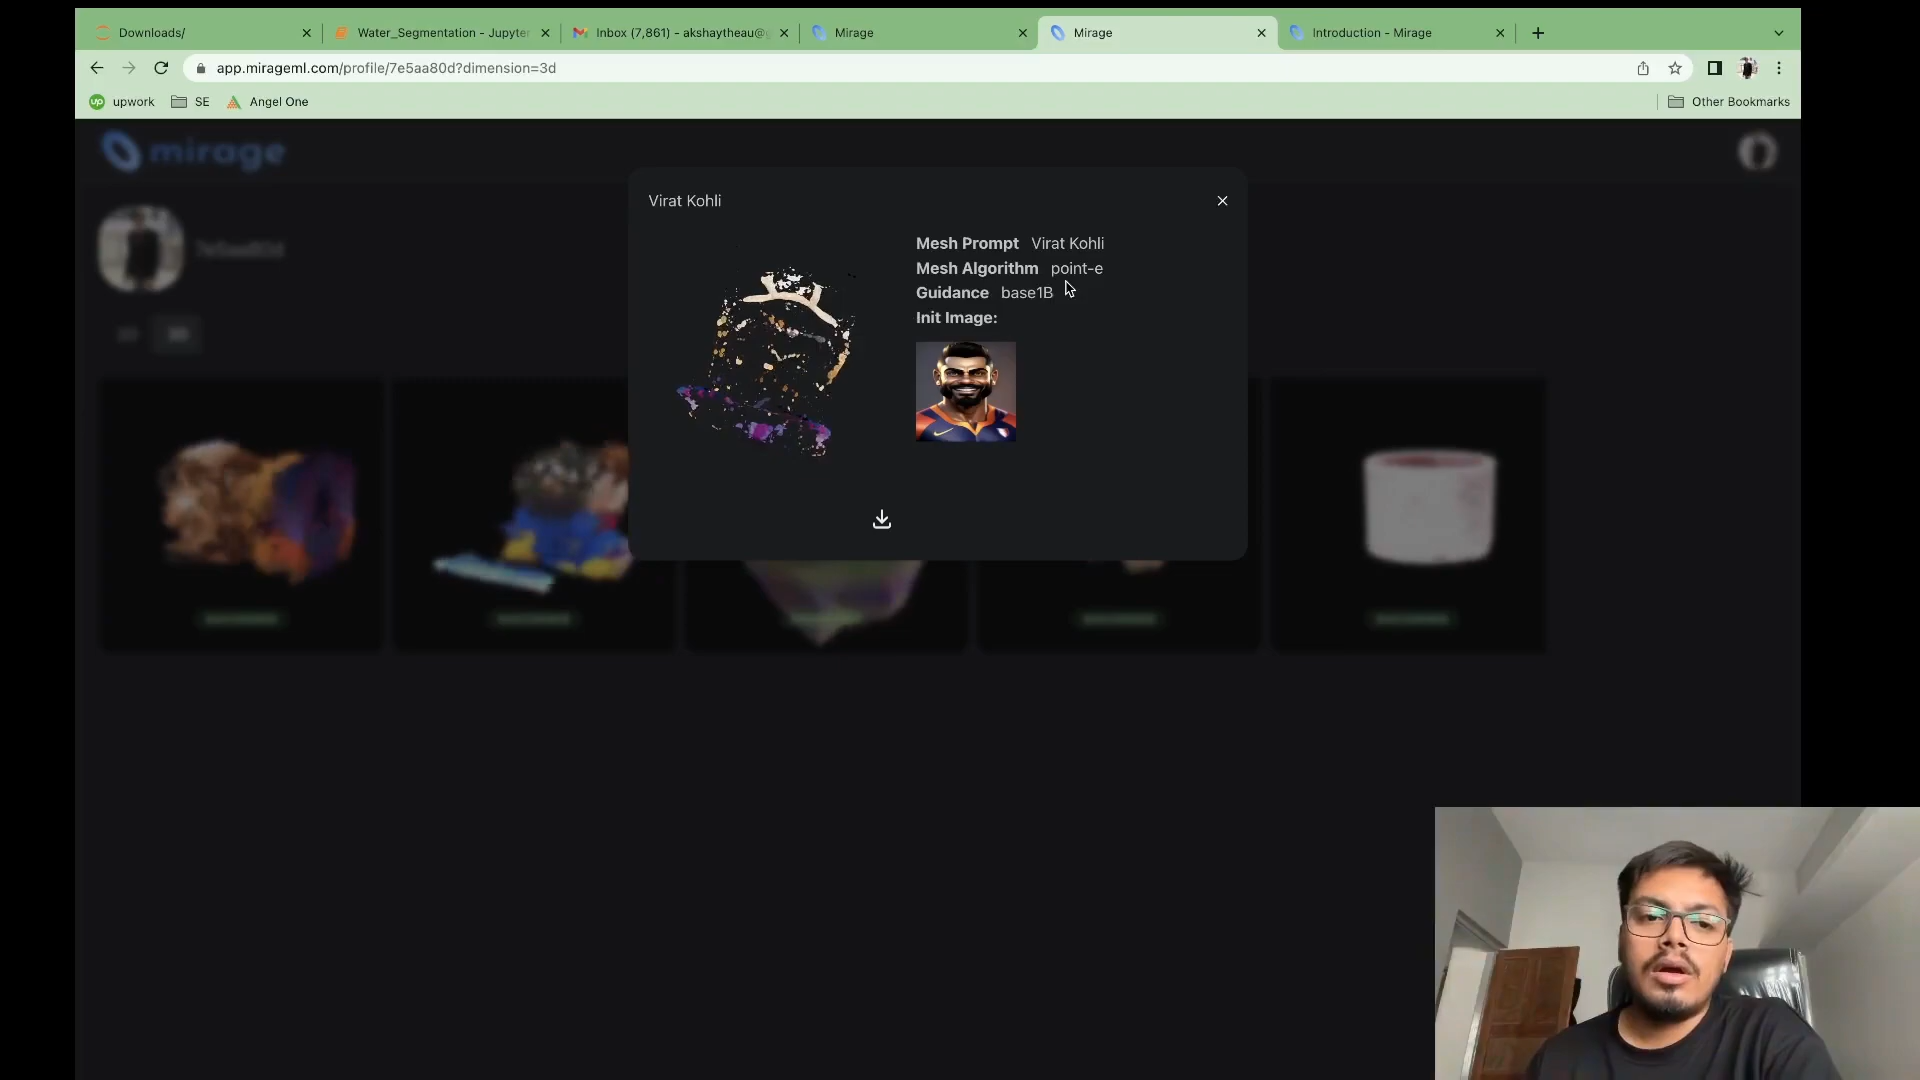 Downloads/
Water_Segmentation - Jupyter
Inbox (7,861) - akshaytheau@g
Mirage
Mirage
Introduction - Mirage
app.mirageml.com/profile/7e5aa80d?dimension=3d
up upwork
SE
Angel One
Other Bookmarks
mirage
7e5aa80d
Virat Kohli
Mesh Prompt Virat Kohli
Mesh Algorithm point-e
Guidance base1B
Init Image: